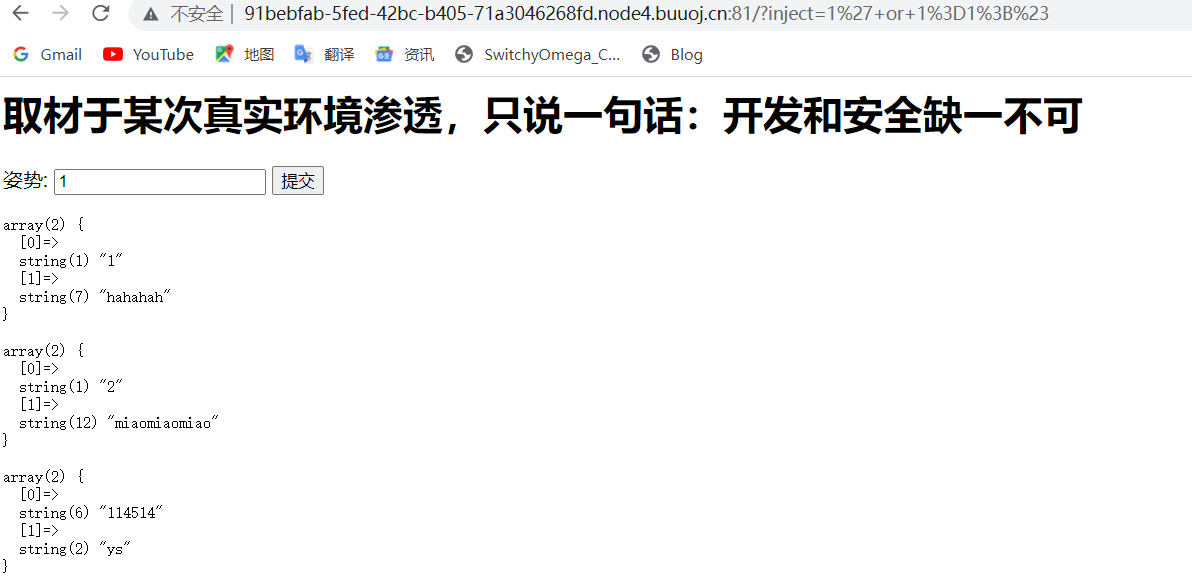 不安全 | 91bebfab-5fed-42bc-b405-71a3046268fd.node4.buuoj.cn:81/?inject=1%27+or+1%3D1%3B%23
Gmail YouTube 地图 翻译 资讯 SwitchyOmega_C... Blog
取材于某次真实环境渗透，只说一句话：开发和安全缺一不可
姿势: 1 提交
array(2) {
  [0]=>
  string(1) "1"
  [1]=>
  string(7) "hahahah"
}
array(2) {
  [0]=>
  string(1) "2"
  [1]=>
  string(12) "miaomiaomiao"
}
array(2) {
  [0]=>
  string(6) "114514"
  [1]=>
  string(2) "ys"
}